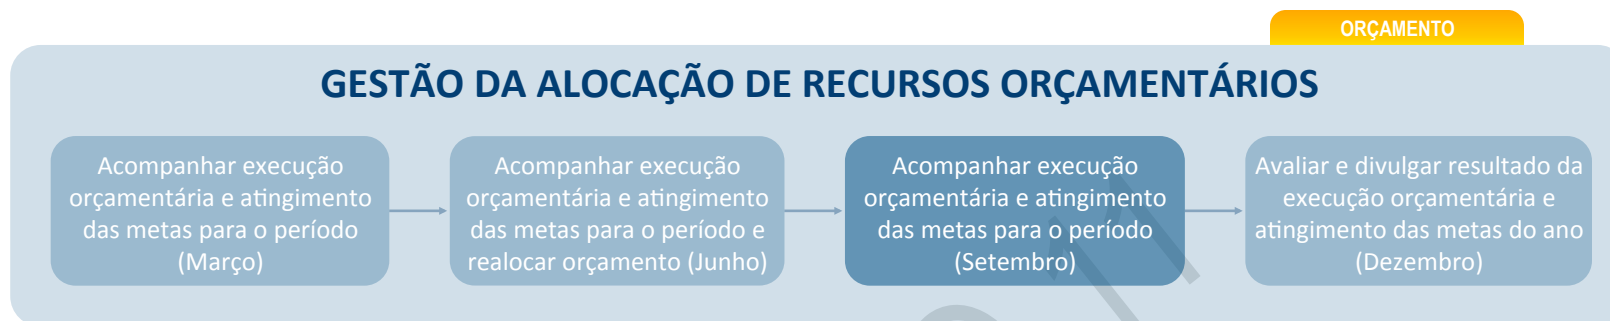 ORÇAMENTO
GESTÃO DA ALOCAÇÃO DE RECURSOS ORÇAMENTÁRIOS
Acompanhar execução
orçamentária e atingimento
das metas para o período
(Março)
Acompanhar execução
orçamentária e atingimento
das metas para o período e
realocar orçamento (Junho)
Acompanhar execução
orçamentária e atingimento
das metas para o período
(Setembro)
Avaliar e divulgar resultado da
execução orçamentária e
atingimento das metas do ano
(Dezembro)